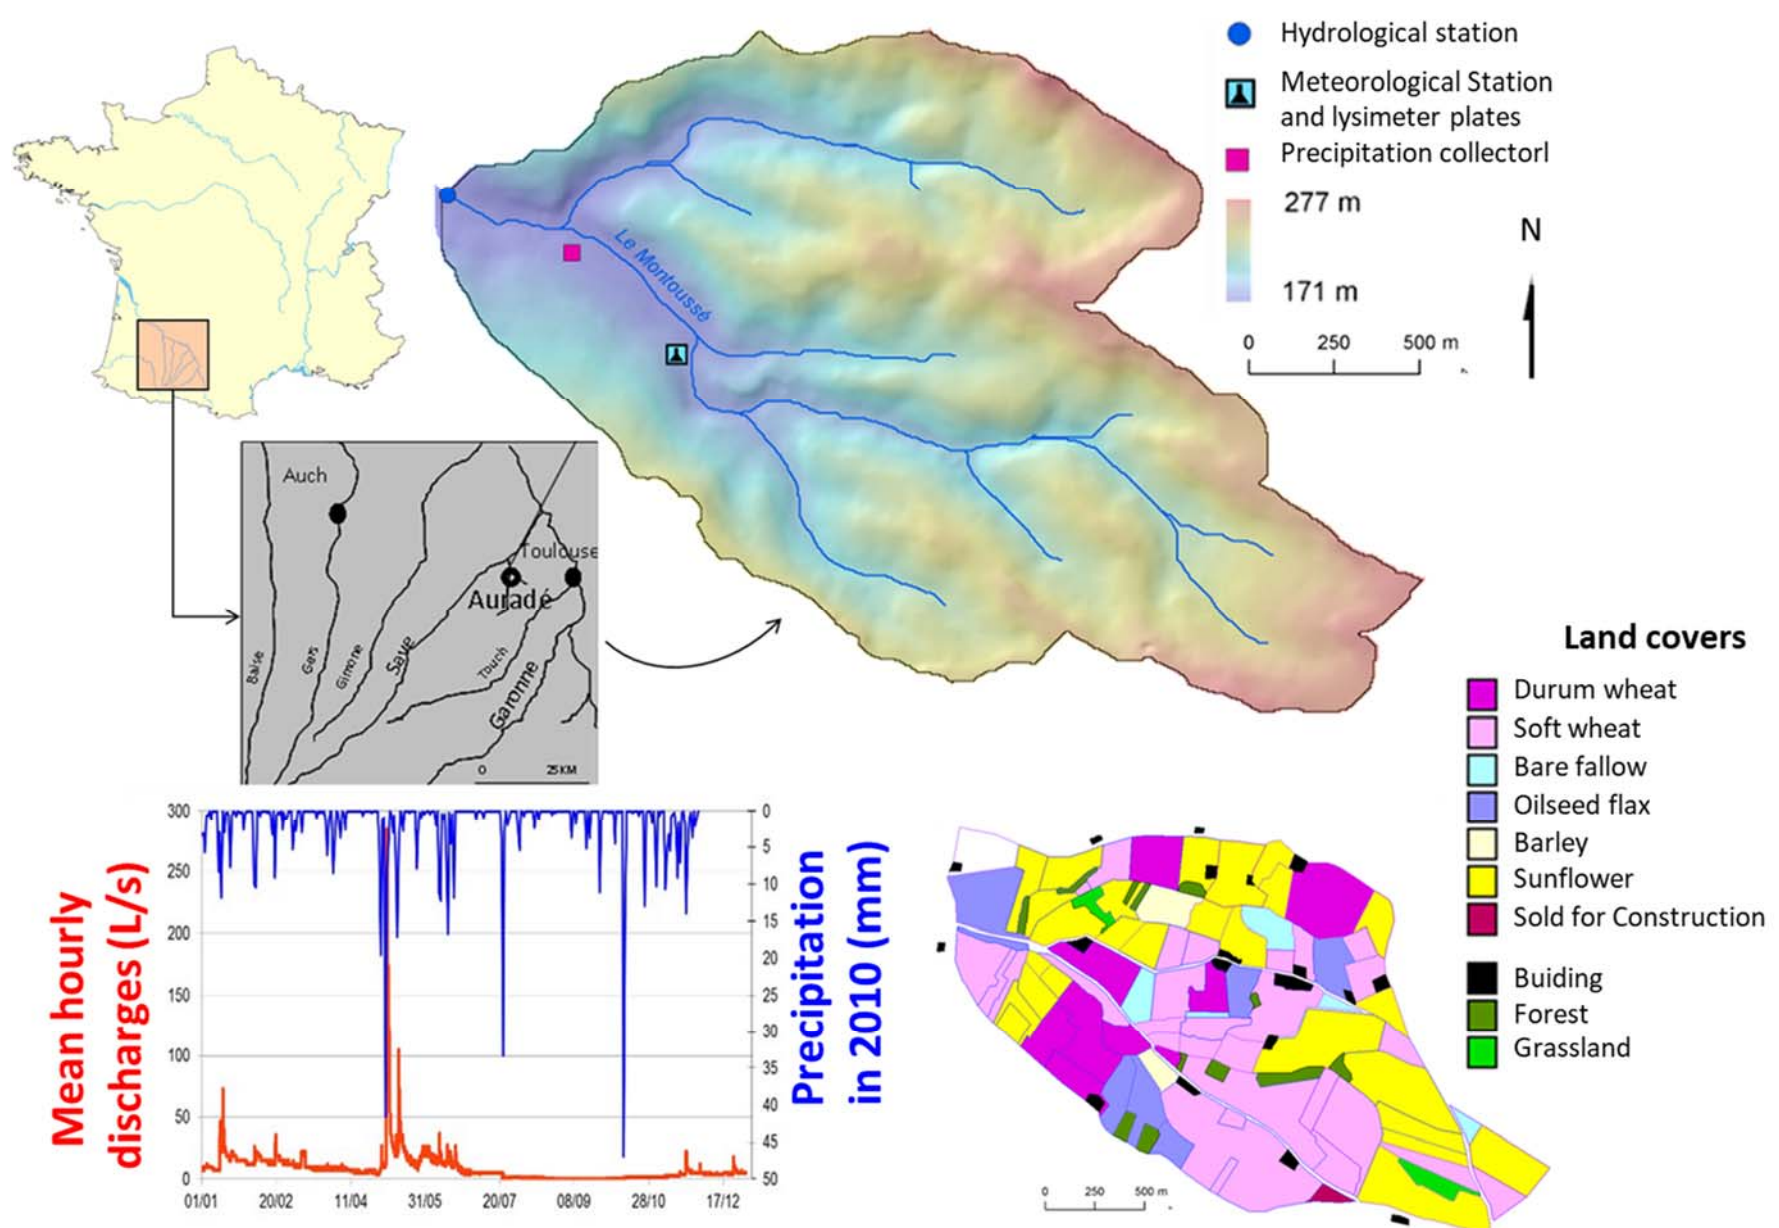 Hydrological station
Meteorological Station
and lysimeter plates
Precipitation collectorl
277 m
171 m
N
0 250 500 m
Le Montoussé
Auch
Toulouse
Auradé
Baïse
Gers
Gimone
Save
Touch
Garonne
0 25KM
Land covers
Durum wheat
Soft wheat
Bare fallow
Oilseed flax
Barley
Sunflower
Sold for Construction
Buiding
Forest
Grassland
Mean hourly
discharges (L/s)
300
250
200
150
100
50
0
01/01 20/02 11/04 31/05 20/07 08/09 28/10 17/12
0
5
10
15
20
25
30
35
40
45
50
Precipitation
in 2010 (mm)
0 250 500 m